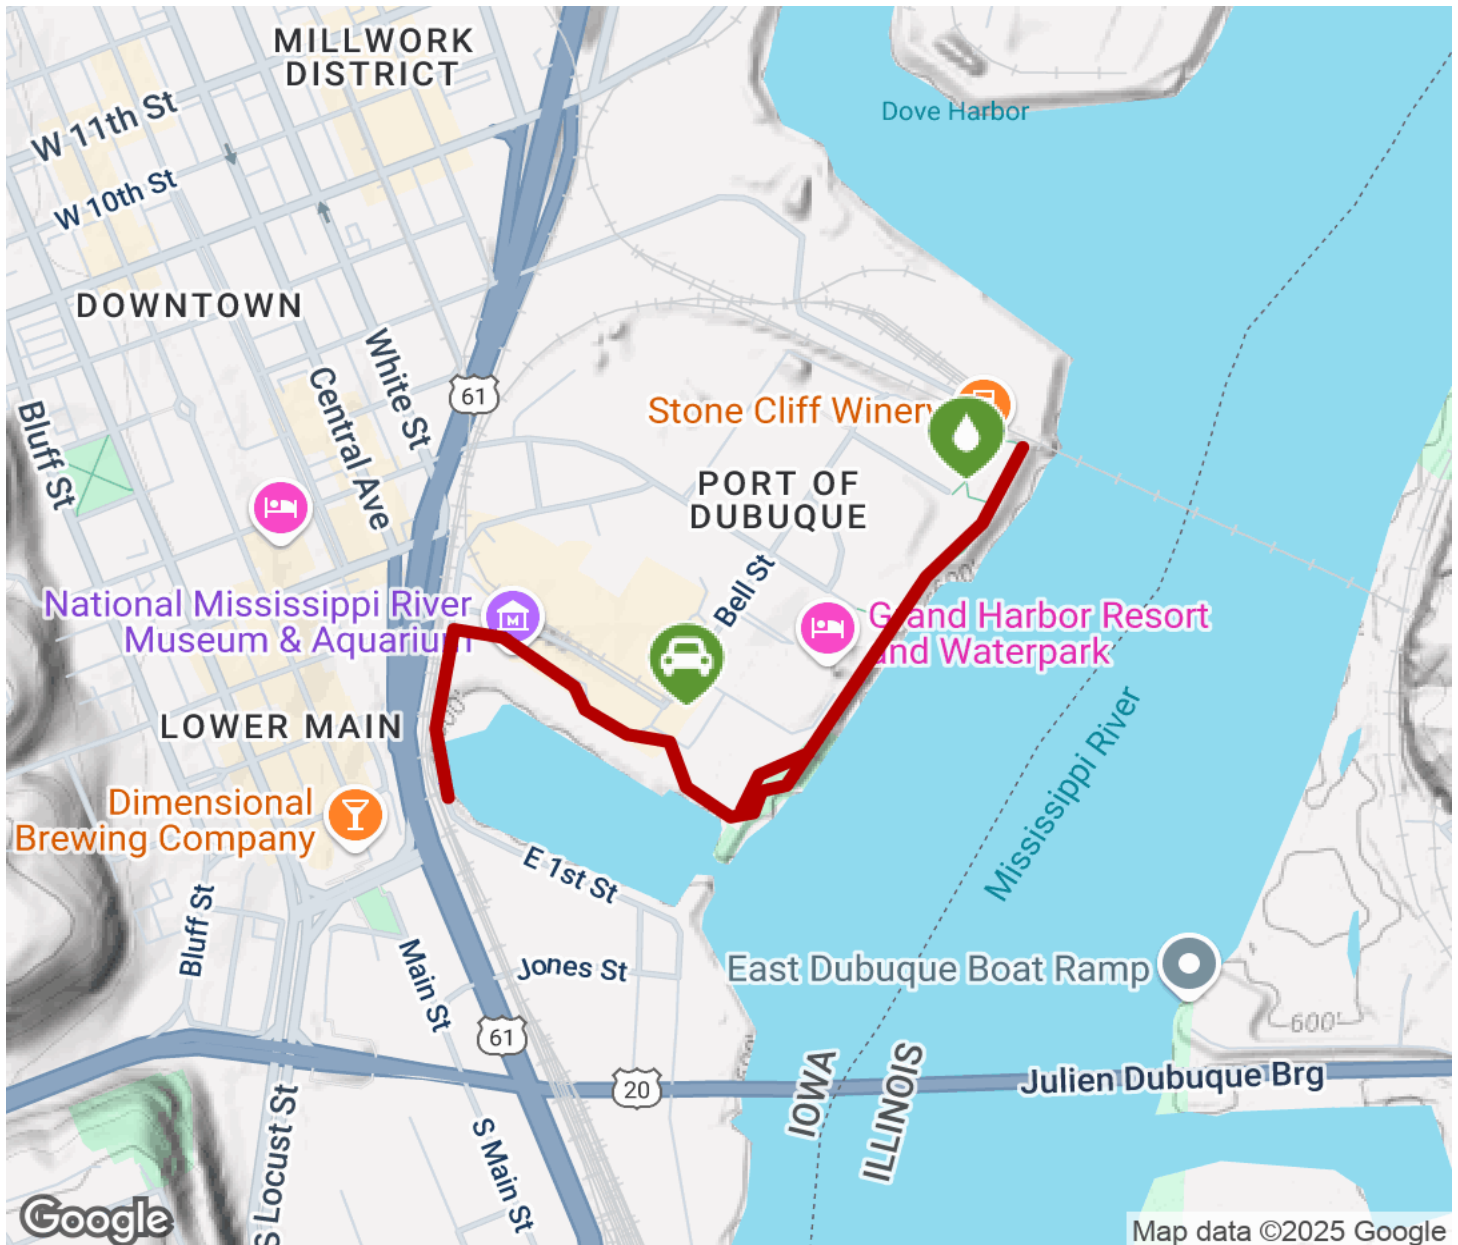 MILLWORK
DISTRICT
Dove Harbor
W 11th St
W 10th St
DOWNTOWN
White St
Central Ave
61
Bluff St
Stone Cliff Winery
PORT OF
DUBUQUE
Bell St
National Mississippi River
Museum & Aquarium
Grand Harbor Resort
and Waterpark
LOWER MAIN
Mississippi River
Dimensional
Brewing Company
E 1st St
Bluff St
Main St
Jones St
East Dubuque Boat Ramp
61
600'
20
IOWA
ILLINOIS
Julien Dubuque Brg
S Locust St
S Main St
Google
Map data ©2025 Google